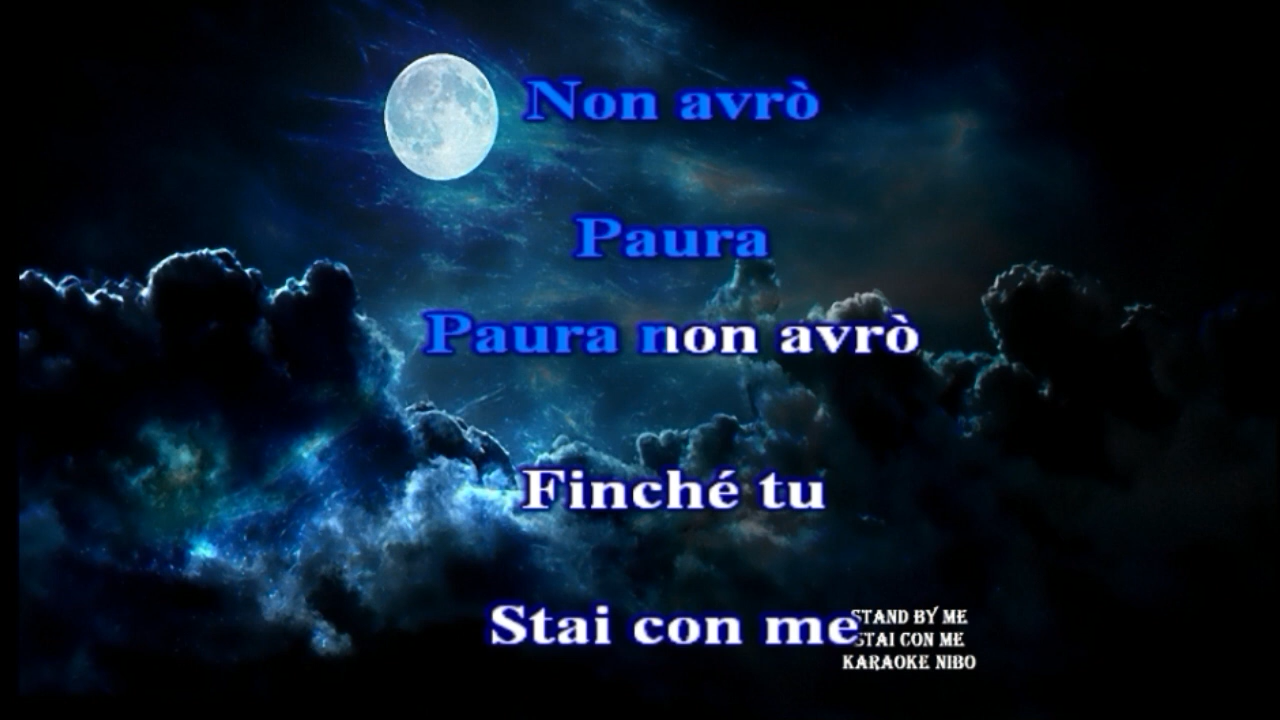 Non avrò
Paura
Paura non avrò
Finché tu
Stai con me
STAND BY ME
STAI CON ME
KARAOKE NIBO